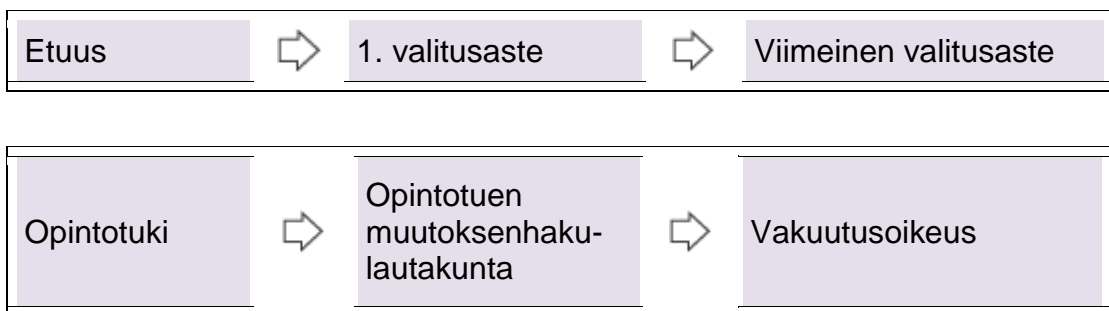 Etuus
1. valitusaste
Viimeinen valitusaste
Opintotuki
Opintotuen
muutoksenhaku-
lautakunta
Vakuutusoikeus